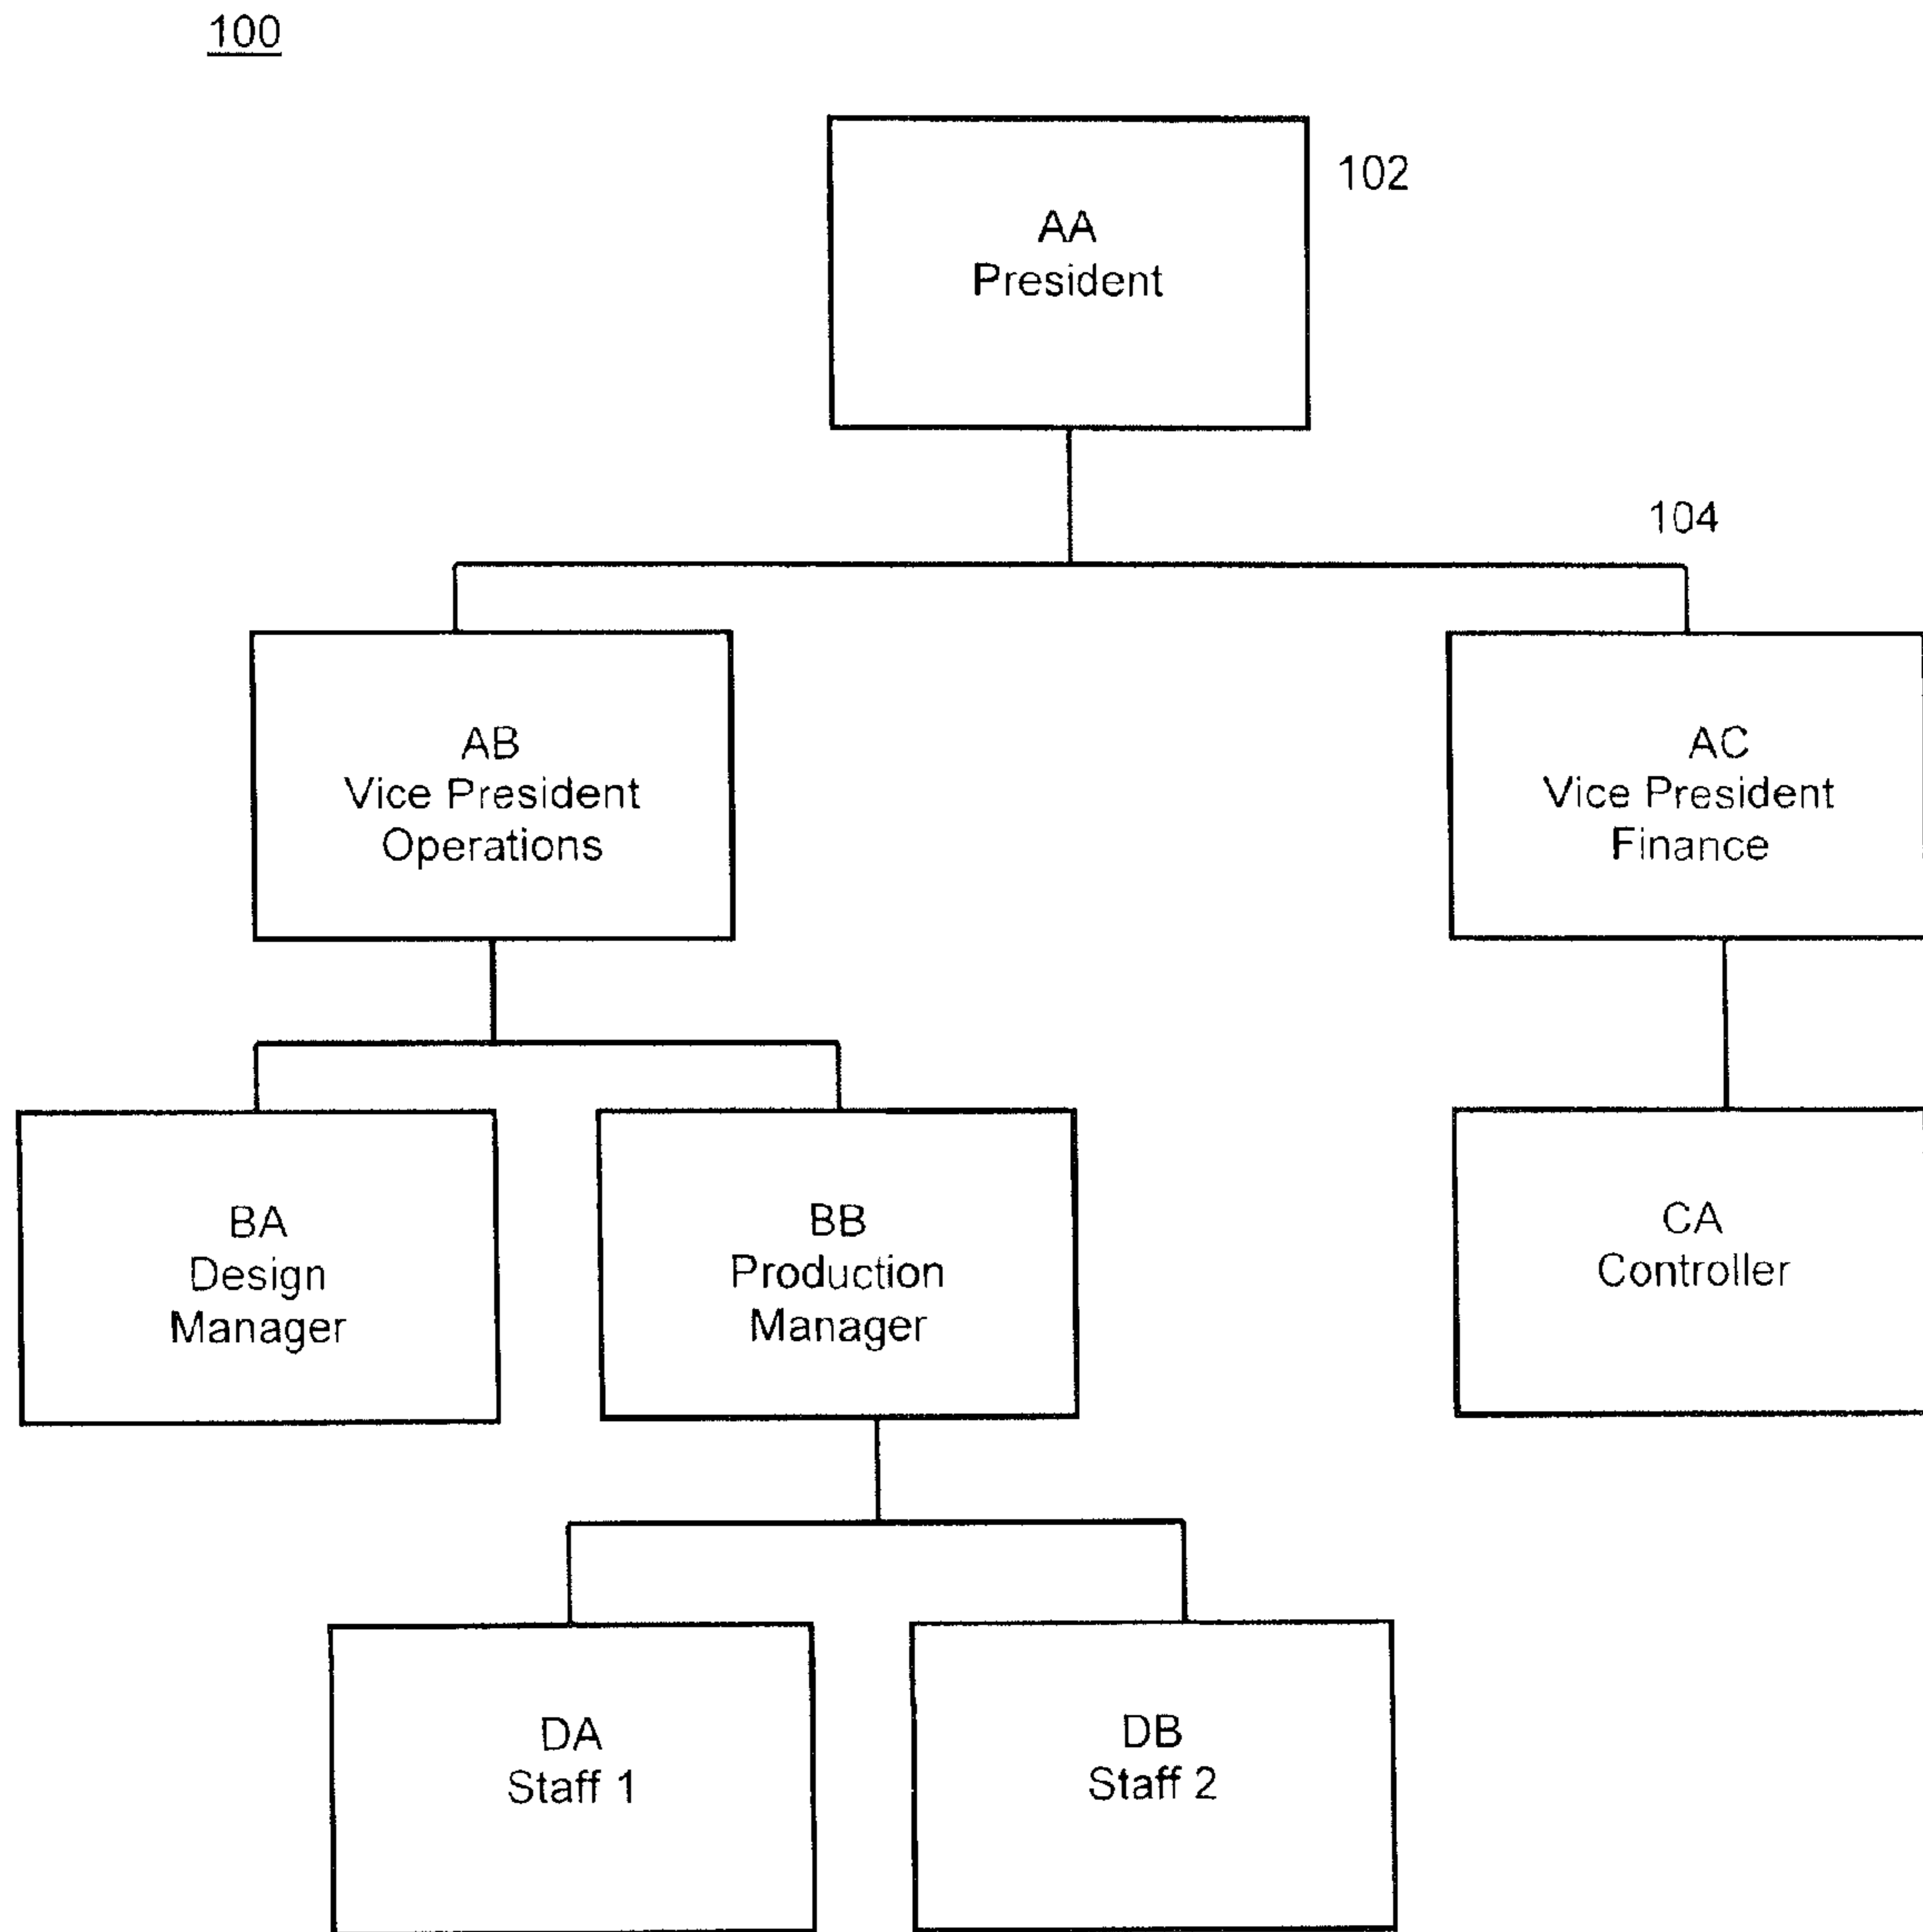 100
AA
President
102
104
AB
Vice President
Operations
AC
Vice President
Finance
BA
Design
Manager
BB
Production
Manager
CA
Controller
DA
Staff 1
DB
Staff 2